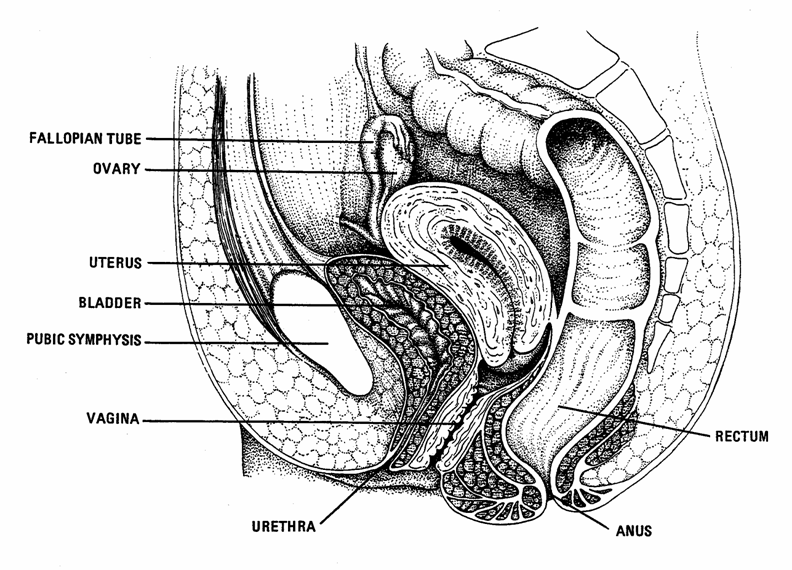 FALLOPIAN TUBE
OVARY
UTERUS
BLADDER
PUBIC SYMPHYSIS
VAGINA
RECTUM
URETHRA
ANUS